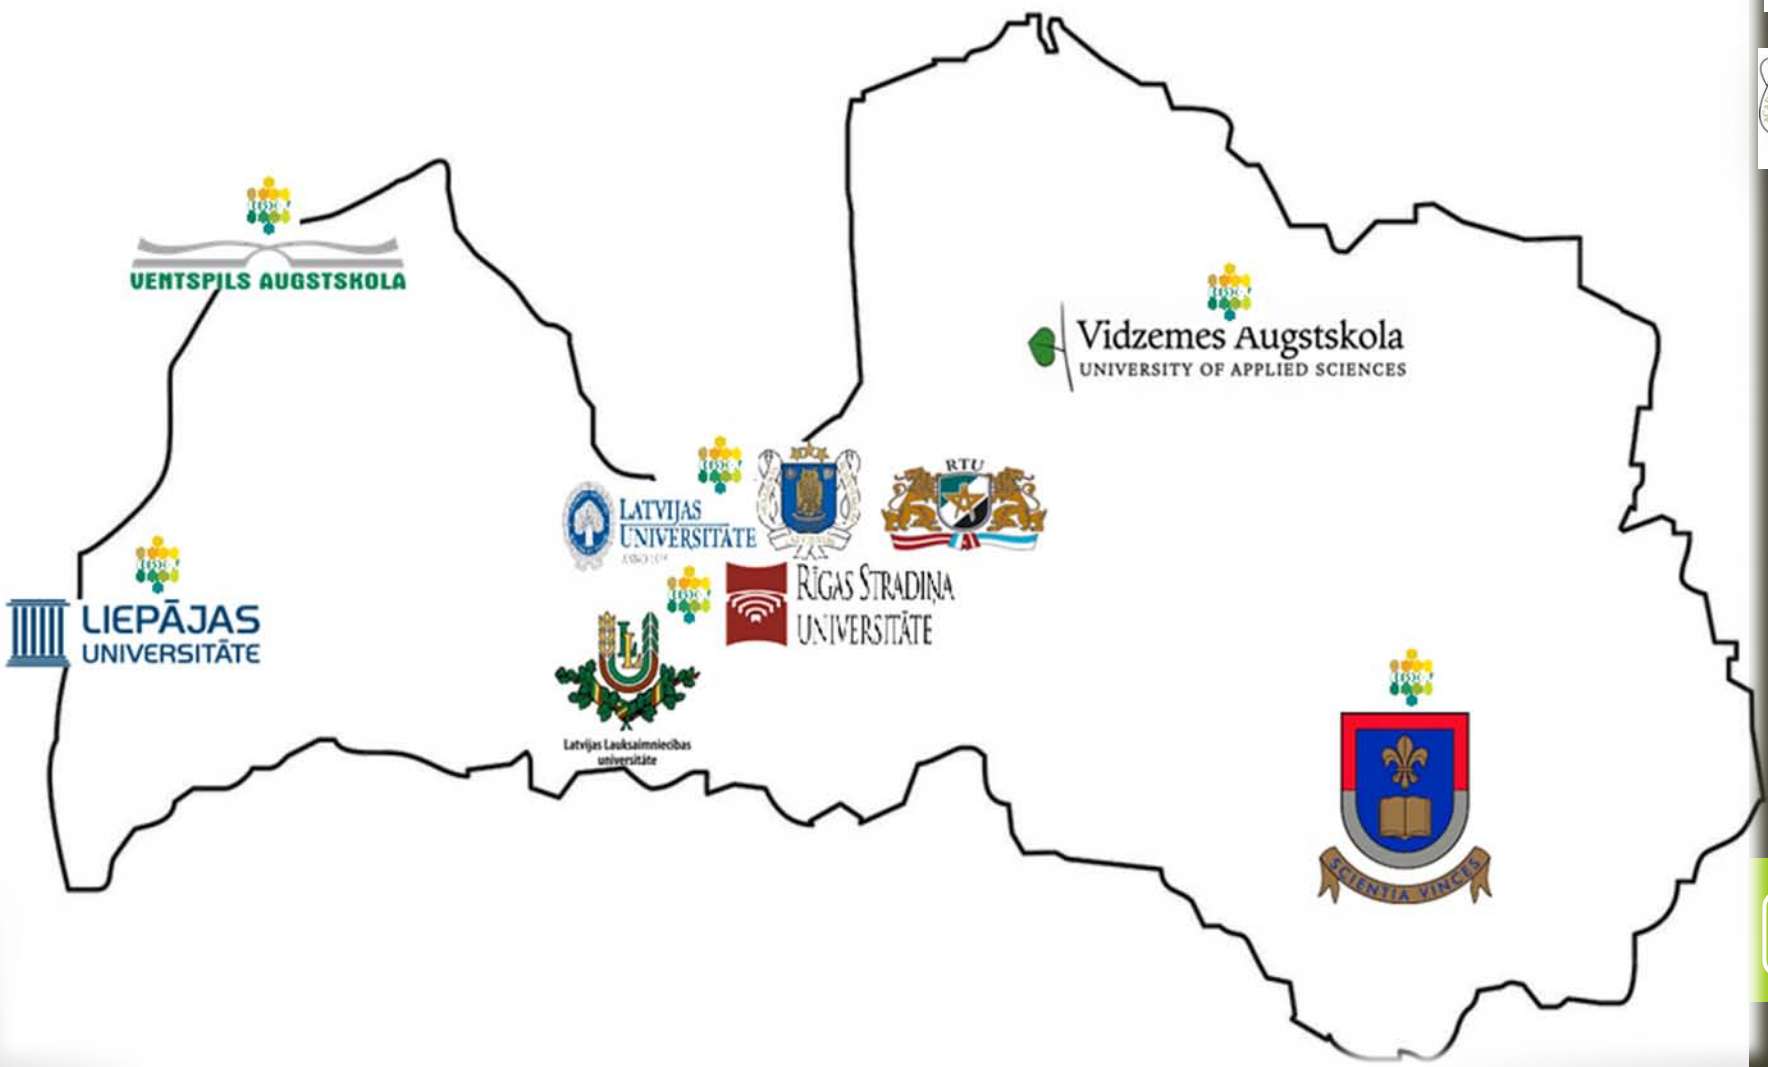 VENTSPILS AUGSTSKOLA
Vidzemes Augstskola
UNIVERSITY OF APPLIED SCIENCES
RTU
LATVIJAS
UNIVERSITĀTE
RĪGAS STRADIŅA
UNIVERSITĀTE
LIEPĀJAS
UNIVERSITĀTE
LLU
Latvijas Lauksaimniecības
universitāte
SCIENTIA VINCES